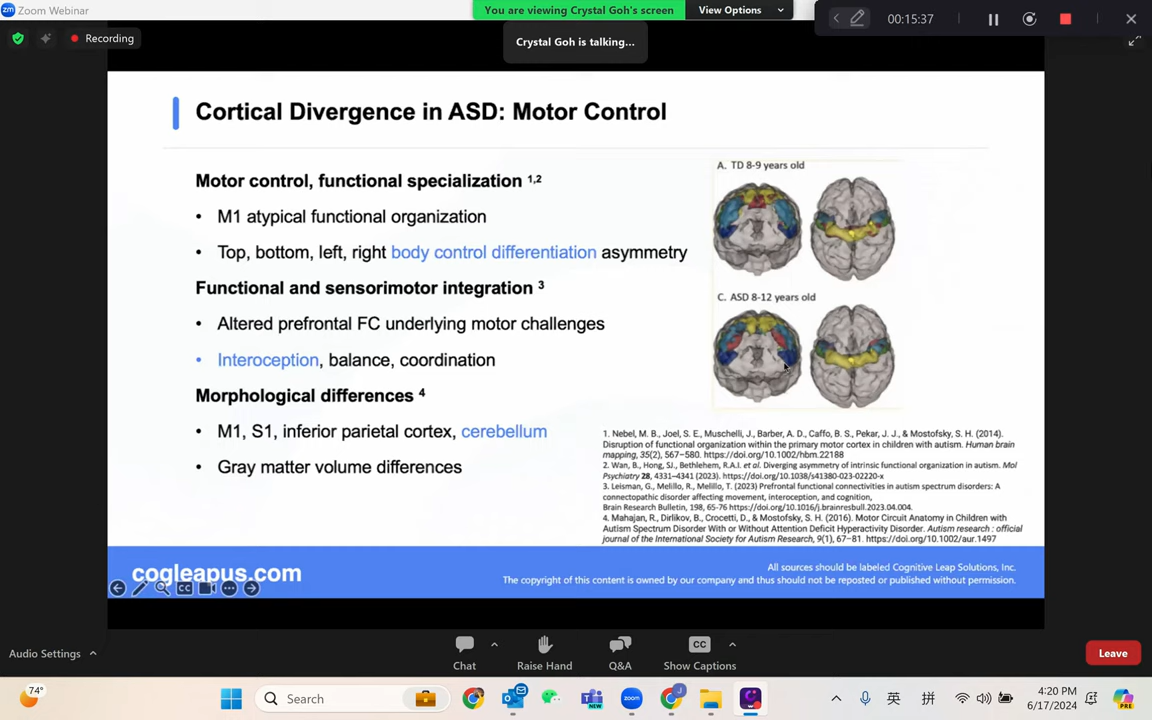 Zoom Webinar
You are viewing Crystal Goh's screen
View Options
00:15:37
Recording
Crystal Goh is talking...
Cortical Divergence in ASD: Motor Control
Motor control, functional specialization 1,2
• M1 atypical functional organization
• Top, bottom, left, right body control differentiation asymmetry
Functional and sensorimotor integration 3
• Altered prefrontal FC underlying motor challenges
• Interoception, balance, coordination
Morphological differences 4
• M1, S1, inferior parietal cortex, cerebellum
• Gray matter volume differences
A. TD 8-9 years old
C. ASD 8-12 years old
1. Nebel, M. B., Joel, S. E., Muschelli, J., Barber, A. D., Caffo, B. S., Pekar, J. J., & Mostofsky, S. H. (2014).
Disruption of functional organization within the primary motor cortex in children with autism. Human brain
mapping, 35(2), 567–580. https://doi.org/10.1002/hbm.22188
2. Wan, B., Hong, SJ., Bethlehem, R.A.I. et al. Diverging asymmetry of intrinsic functional organization in autism. Mol
Psychiatry 28, 4331–4341 (2023). https://doi.org/10.1038/s41380-023-02220-x
3. Leisman, G., Melillo, R., Melillo, T. (2023) Prefrontal functional connectivities in autism spectrum disorders: A
connectopathic disorder affecting movement, interoception, and cognition,
Brain Research Bulletin, 198, 65-76 https://doi.org/10.1016/j.brainresbull.2023.04.004.
4. Mahajan, R., Dirlikov, B., Crocetti, D., & Mostofsky, S. H. (2016). Motor Circuit Anatomy in Children with
Autism Spectrum Disorder With or Without Attention Deficit Hyperactivity Disorder. Autism research : official
journal of the International Society for Autism Research, 9(1), 67–81. https://doi.org/10.1002/aur.1497
cogleapus.com
All sources should be labeled Cognitive Leap Solutions, Inc.
The copyright of this content is owned by our company and thus should not be reposted or published without permission.
Audio Settings
Chat
Raise Hand
Q&A
CC
Show Captions
Leave
74°
Search
英
拼
4:20 PM
6/17/2024